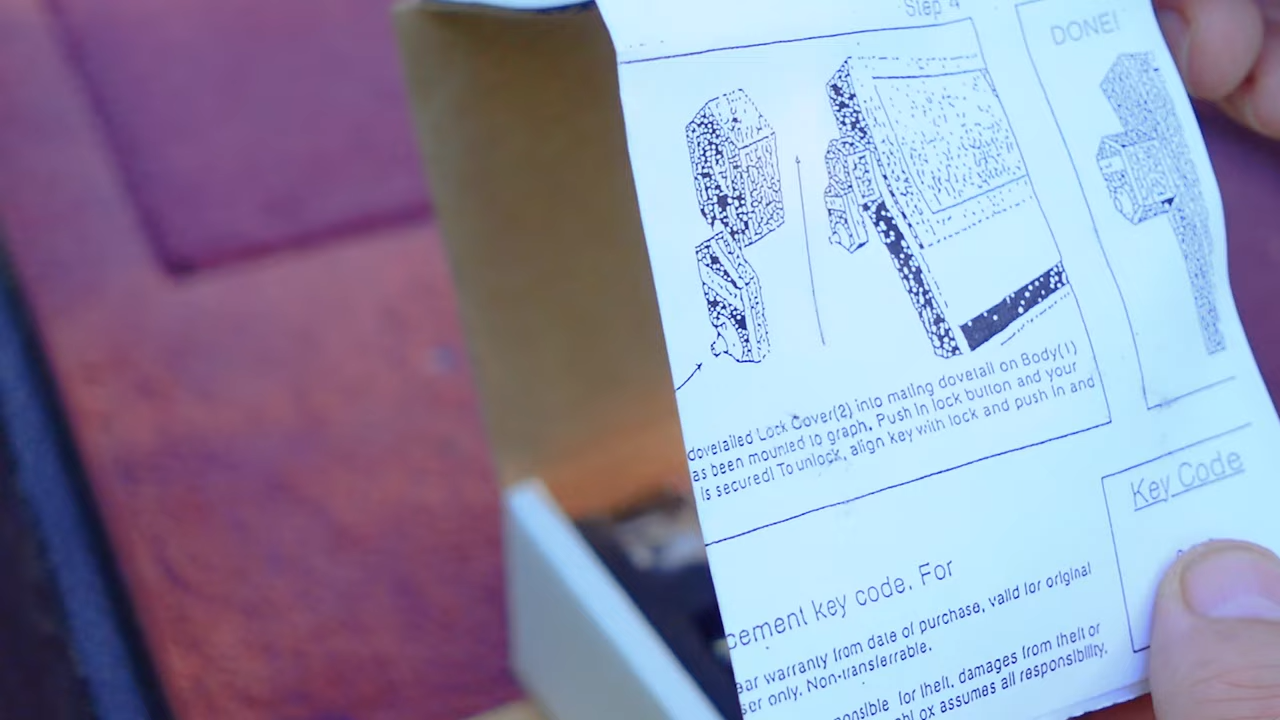 Step 4
DONE!
dovetailed Lock Cover(2) into mating dovetail on Body(1)
as been mounted to graph. Push in lock button and your
is secured! To unlock, align key with lock and push in and
Key Code
cement key code. For
ear warranty from date of purchase, valid for original
ser only. Non-transferrable.
onsible for theft, damages from theft or
ox assumes all responsibility.